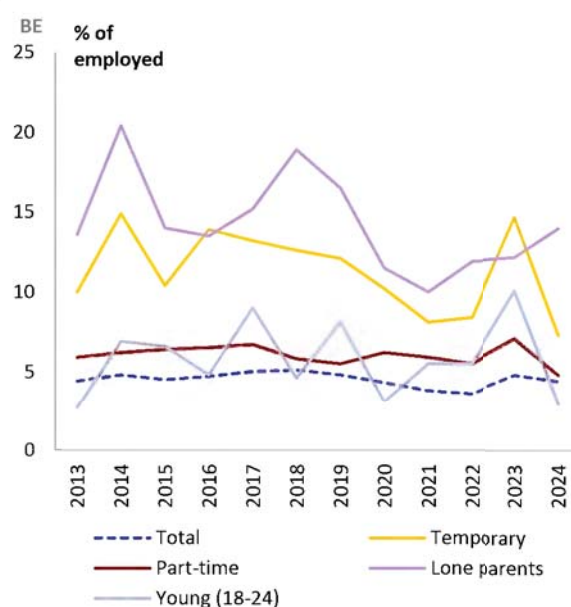 BE
% of
employed
25
20
15
10
5
0
2013
2014
2015
2016
2017
2018
2019
2020
2021
2022
2023
2024
Total
Temporary
Part-time
Lone parents
Young (18-24)